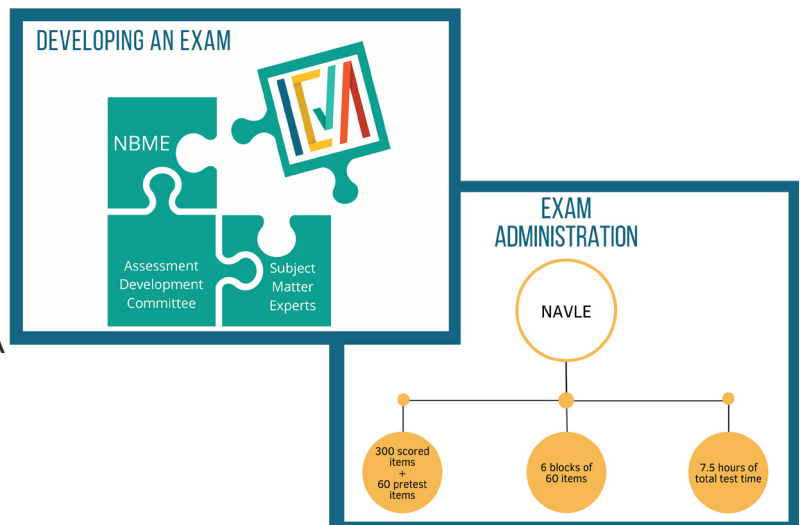 DEVELOPING AN EXAM
NBME
ICVA
Assessment
Development
Committee
Subject
Matter
Experts
EXAM
ADMINISTRATION
NAVLE
300 scored
items
+
60 pretest
items
6 blocks of
60 items
7.5 hours of
total test time